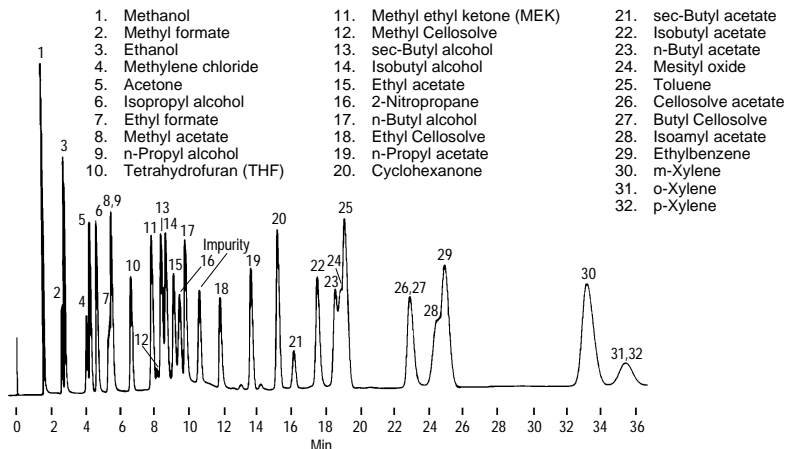 1. Methanol
2. Methyl formate
3. Ethanol
4. Methylene chloride
5. Acetone
6. Isopropyl alcohol
7. Ethyl formate
8. Methyl acetate
9. n-Propyl alcohol
10. Tetrahydrofuran (THF)
11. Methyl ethyl ketone (MEK)
12. Methyl Cellosolve
13. sec-Butyl alcohol
14. Isobutyl alcohol
15. Ethyl acetate
16. 2-Nitropropane
17. n-Butyl alcohol
18. Ethyl Cellosolve
19. n-Propyl acetate
20. Cyclohexanone
21. sec-Butyl acetate
22. Isobutyl acetate
23. n-Butyl acetate
24. Mesityl oxide
25. Toluene
26. Cellosolve acetate
27. Butyl Cellosolve
28. Isoamyl acetate
29. Ethylbenzene
30. m-Xylene
31. o-Xylene
32. p-Xylene
1
2
3
4
5
6
7
8,9
10
11
12
13
14
15
16
17
Impurity
18
19
20
21
22
23
24
25
26,27
28
29
30
31,32
0 2 4 6 8 10 12 14 16 18 20 22 24 26 28 30 32 34 36
Min